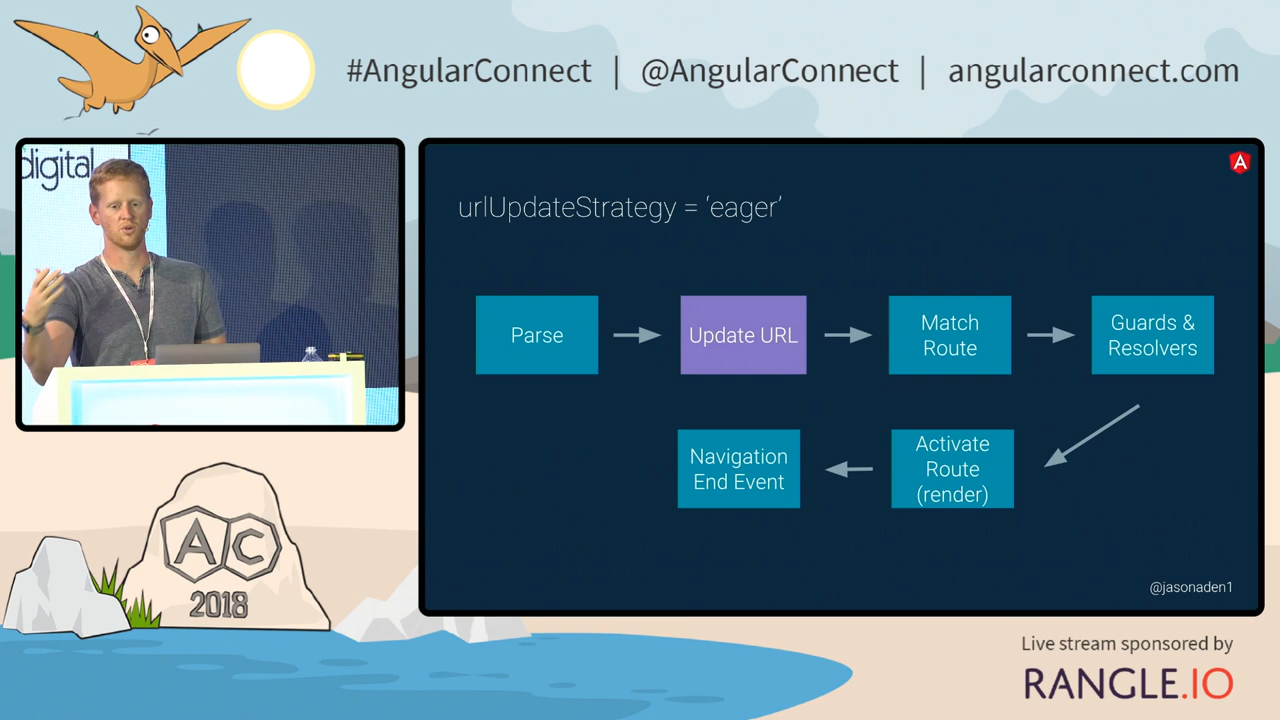 #AngularConnect | @AngularConnect | angularconnect.com
digital
A
urlUpdateStrategy = ‘eager’
Parse
Update URL
Match
Route
Guards &
Resolvers
Navigation
End Event
Activate
Route
(render)
@jasonaden1
AC
2018
Live stream sponsored by
RANGLE.IO